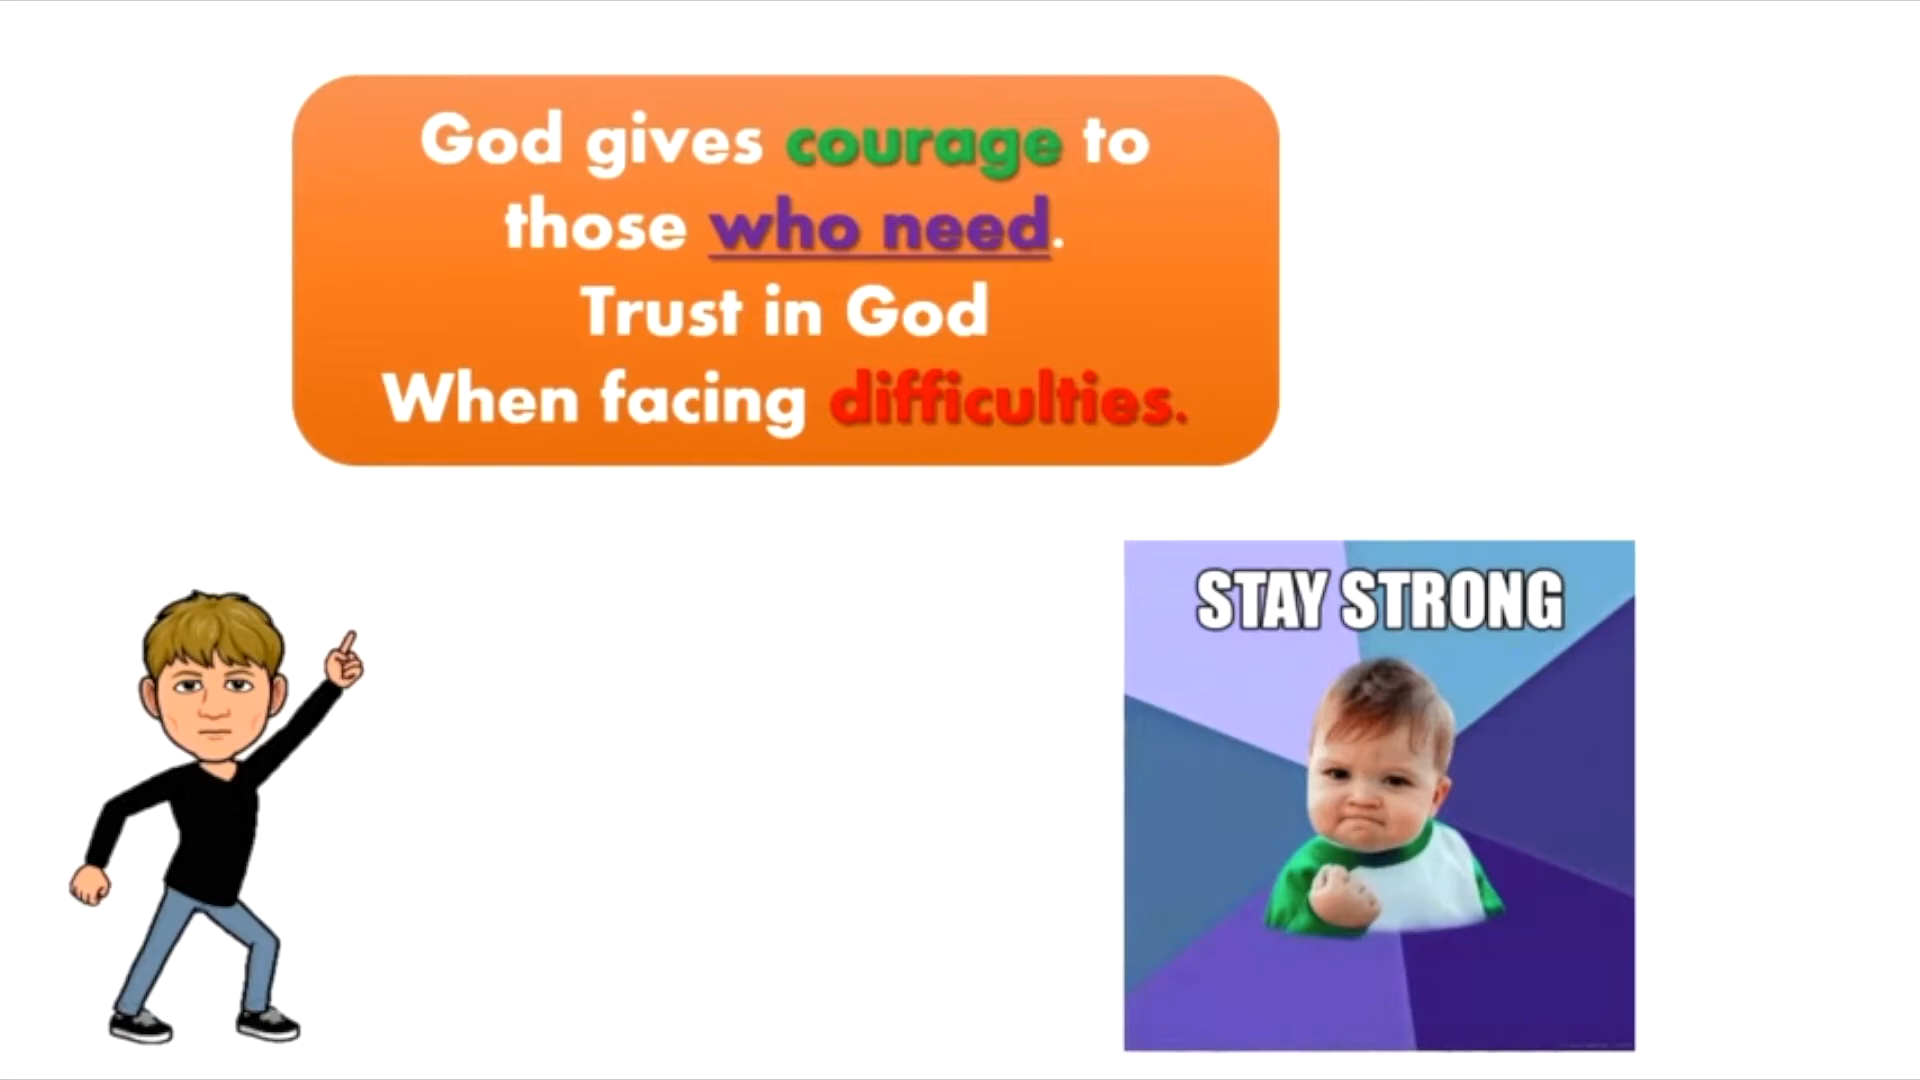 God gives courage to
those who need.
Trust in God
When facing difficulties.
STAY STRONG